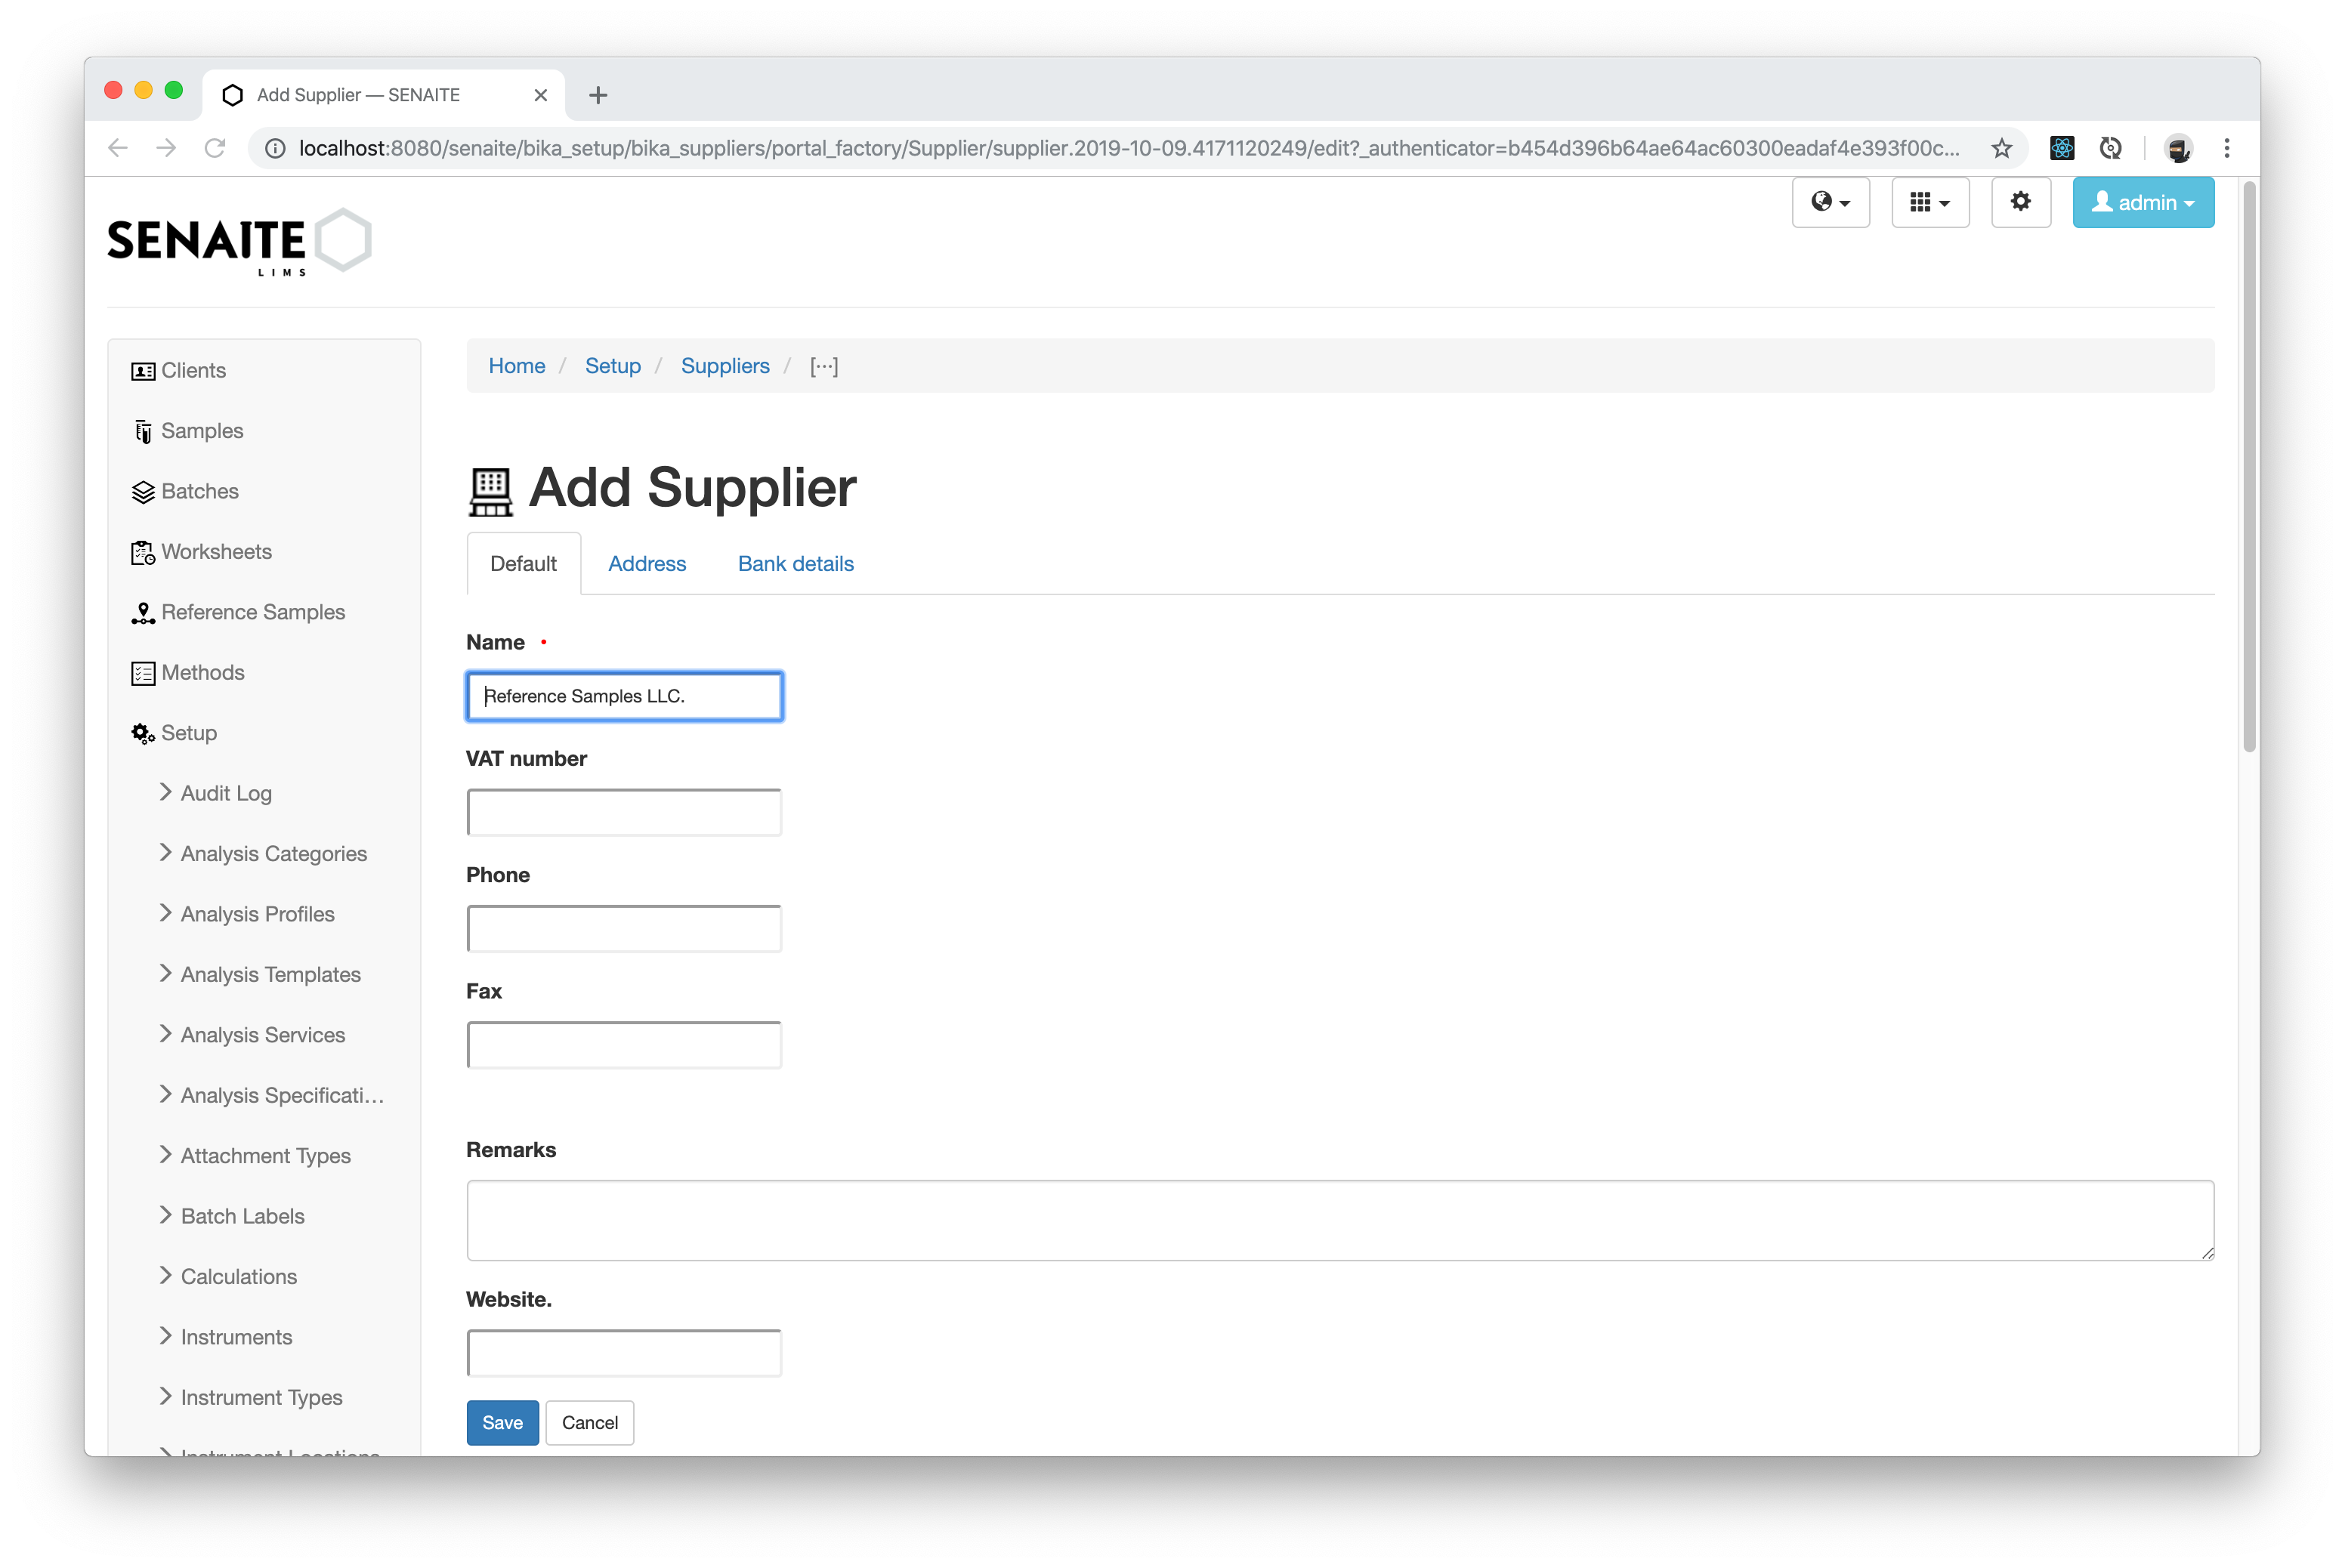 Add Supplier — SENAITE
localhost:8080/senaite/bika_setup/bika_suppliers/portal_factory/Supplier/supplier.2019-10-09.4171120249/edit?_authenticator=b454d396b64ae64ac60300eadaf4e393f00c...
admin
SENAITE
LIMS
Clients
Samples
Batches
Worksheets
Reference Samples
Methods
Setup
Audit Log
Analysis Categories
Analysis Profiles
Analysis Templates
Analysis Services
Analysis Specificati...
Attachment Types
Batch Labels
Calculations
Instruments
Instrument Types
Instrument Locations
Home / Setup / Suppliers / [...]
Add Supplier
Default Address Bank details
Name
Reference Samples LLC.
VAT number
Phone
Fax
Remarks
Website.
Save Cancel